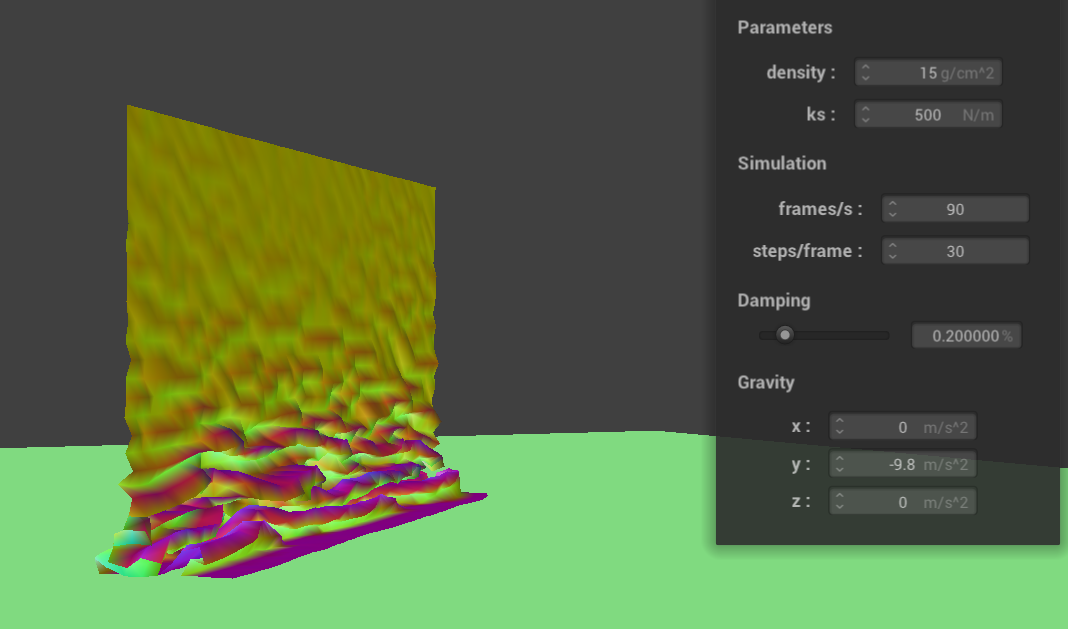 Parameters
density : 15 g/cm^2
ks : 500 N/m
Simulation
frames/s : 90
steps/frame : 30
Damping
0.200000 %
Gravity
x : 0 m/s^2
y : -9.8 m/s^2
z : 0 m/s^2